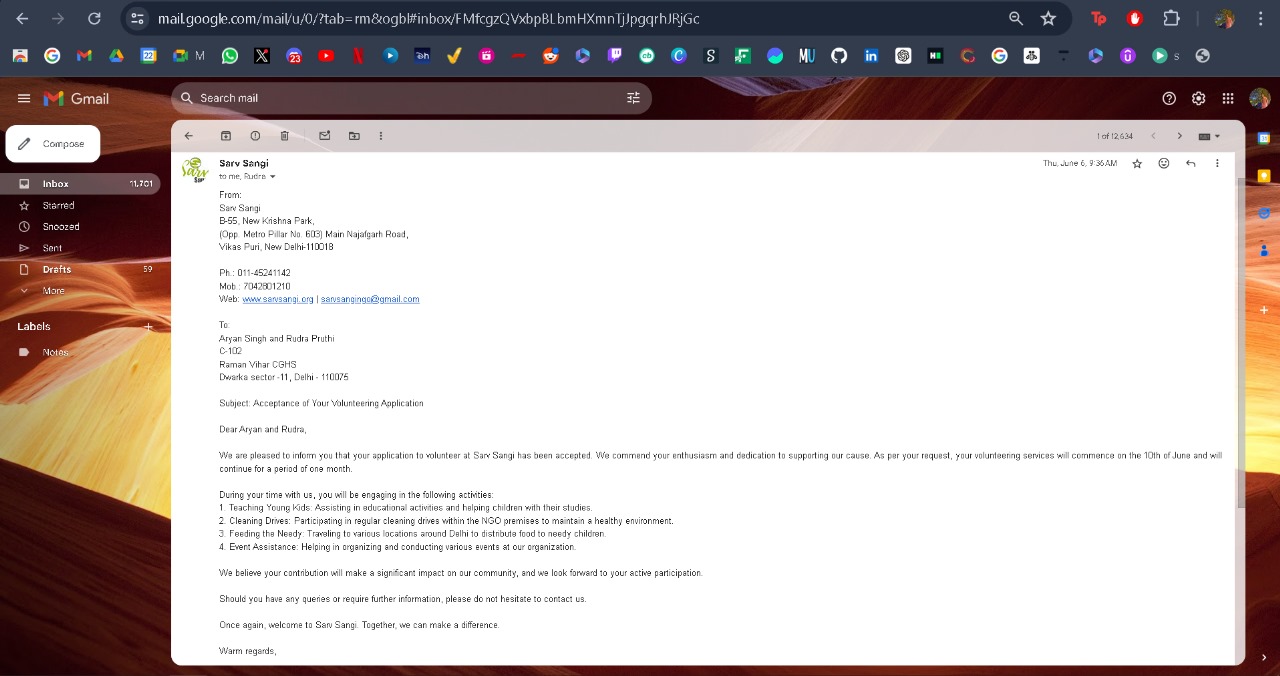 mail.google.com/mail/u/0/?tab=rm&ogbl#inbox/FMfcgzQVxbpBLbmHXmnTjJpgqrhJRjGc
Tp
M
23
MU
S
s
Gmail
Search mail
Compose
1 of 12,634
Inbox 11,701
Starred
Snoozed
Sent
Drafts 59
More
Labels
Notes
Sarv Sangi
Thu, June 6, 9:36 AM
to me, Rudra
From:
Sarv Sangi
B-55, New Krishna Park,
(Opp. Metro Pillar No. 603) Main Najafgarh Road,
Vikas Puri, New Delhi-110018
Ph.: 011-45241142
Mob.: 7042801210
Web: www.sarvsangi.org | sarvsangingo@gmail.com
To:
Aryan Singh and Rudra Pruthi
C-102
Raman Vihar CGHS
Dwarka sector -11, Delhi - 110075
Subject: Acceptance of Your Volunteering Application
Dear Aryan and Rudra,
We are pleased to inform you that your application to volunteer at Sarv Sangi has been accepted. We commend your enthusiasm and dedication to supporting our cause. As per your request, your volunteering services will commence on the 10th of June and will
continue for a period of one month.
During your time with us, you will be engaging in the following activities:
1. Teaching Young Kids: Assisting in educational activities and helping children with their studies.
2. Cleaning Drives: Participating in regular cleaning drives within the NGO premises to maintain a healthy environment.
3. Feeding the Needy: Traveling to various locations around Delhi to distribute food to needy children.
4. Event Assistance: Helping in organizing and conducting various events at our organization.
We believe your contribution will make a significant impact on our community, and we look forward to your active participation.
Should you have any queries or require further information, please do not hesitate to contact us.
Once again, welcome to Sarv Sangi. Together, we can make a difference.
Warm regards,